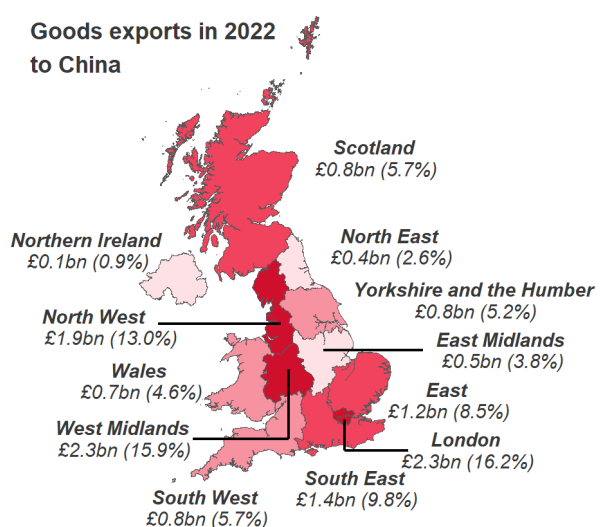 Goods exports in 2022
to China
Scotland
£0.8bn (5.7%)
Northern Ireland
£0.1bn (0.9%)
North East
£0.4bn (2.6%)
Yorkshire and the Humber
£0.8bn (5.2%)
North West
£1.9bn (13.0%)
East Midlands
£0.5bn (3.8%)
Wales
£0.7bn (4.6%)
East
£1.2bn (8.5%)
West Midlands
£2.3bn (15.9%)
London
£2.3bn (16.2%)
South East
£1.4bn (9.8%)
South West
£0.8bn (5.7%)